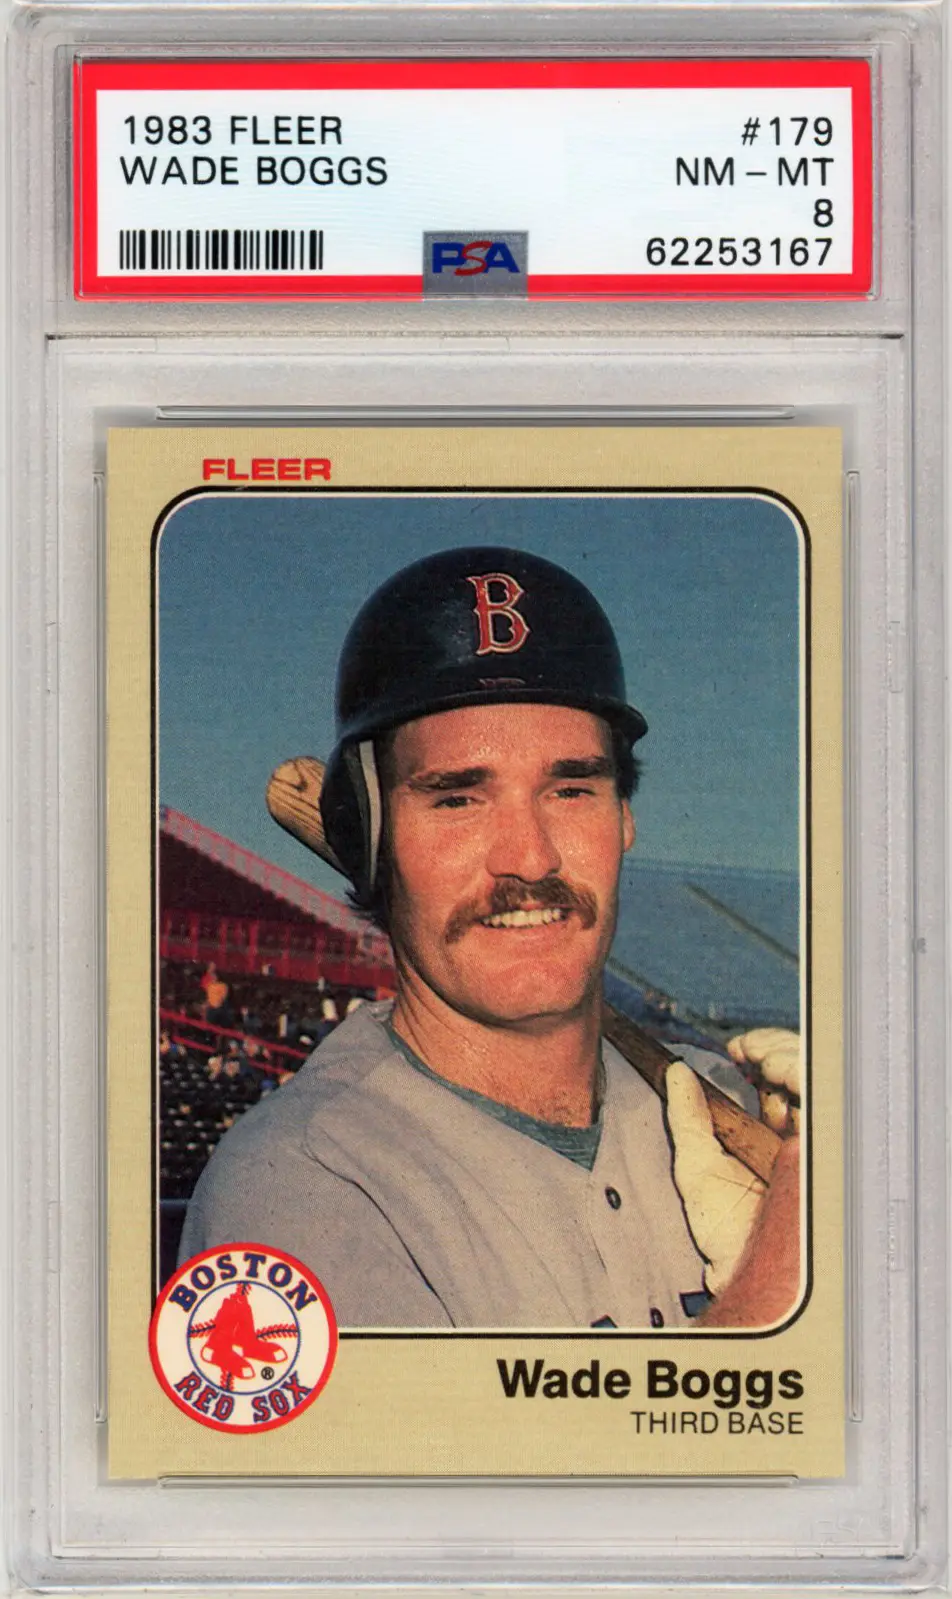 1983 FLEER
#179
WADE BOGGS
NM - MT
8
62253167
PSA
FLEER
B
BOSTON
RED SOX
®
Wade Boggs
THIRD BASE